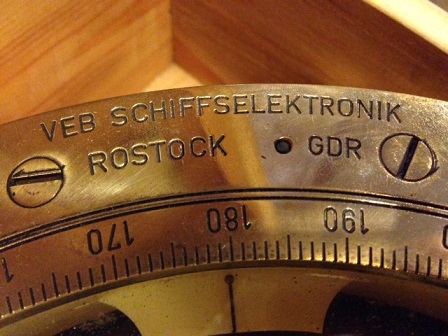 VEB SCHIFFSELEKTRONIK
ROSTOCK • GDR
170 180 190